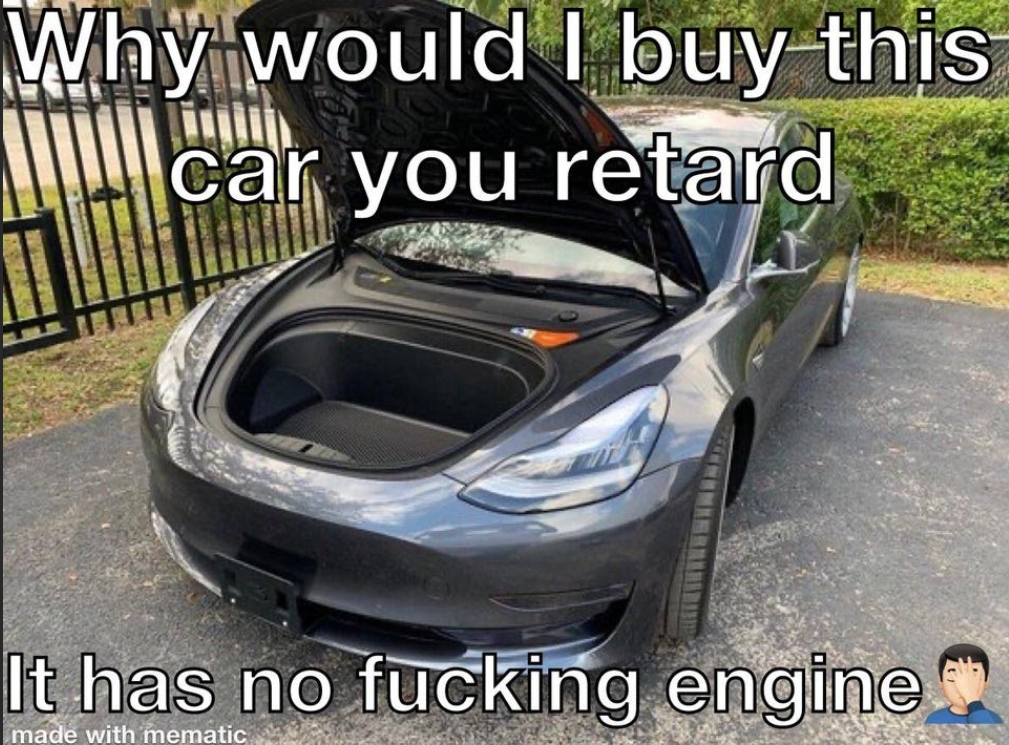 Why would I buy this
car you retard
It has no fucking engine🤦🏻‍♂️
made with mematic